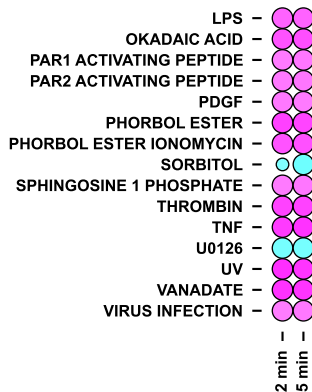 LPS
OKADAIC ACID
PAR1 ACTIVATING PEPTIDE
PAR2 ACTIVATING PEPTIDE
PDGF
PHORBOL ESTER
PHORBOL ESTER IONOMYCIN
SORBITOL
SPHINGOSINE 1 PHOSPHATE
THROMBIN
TNF
U0126
UV
VANADATE
VIRUS INFECTION
2 min
5 min